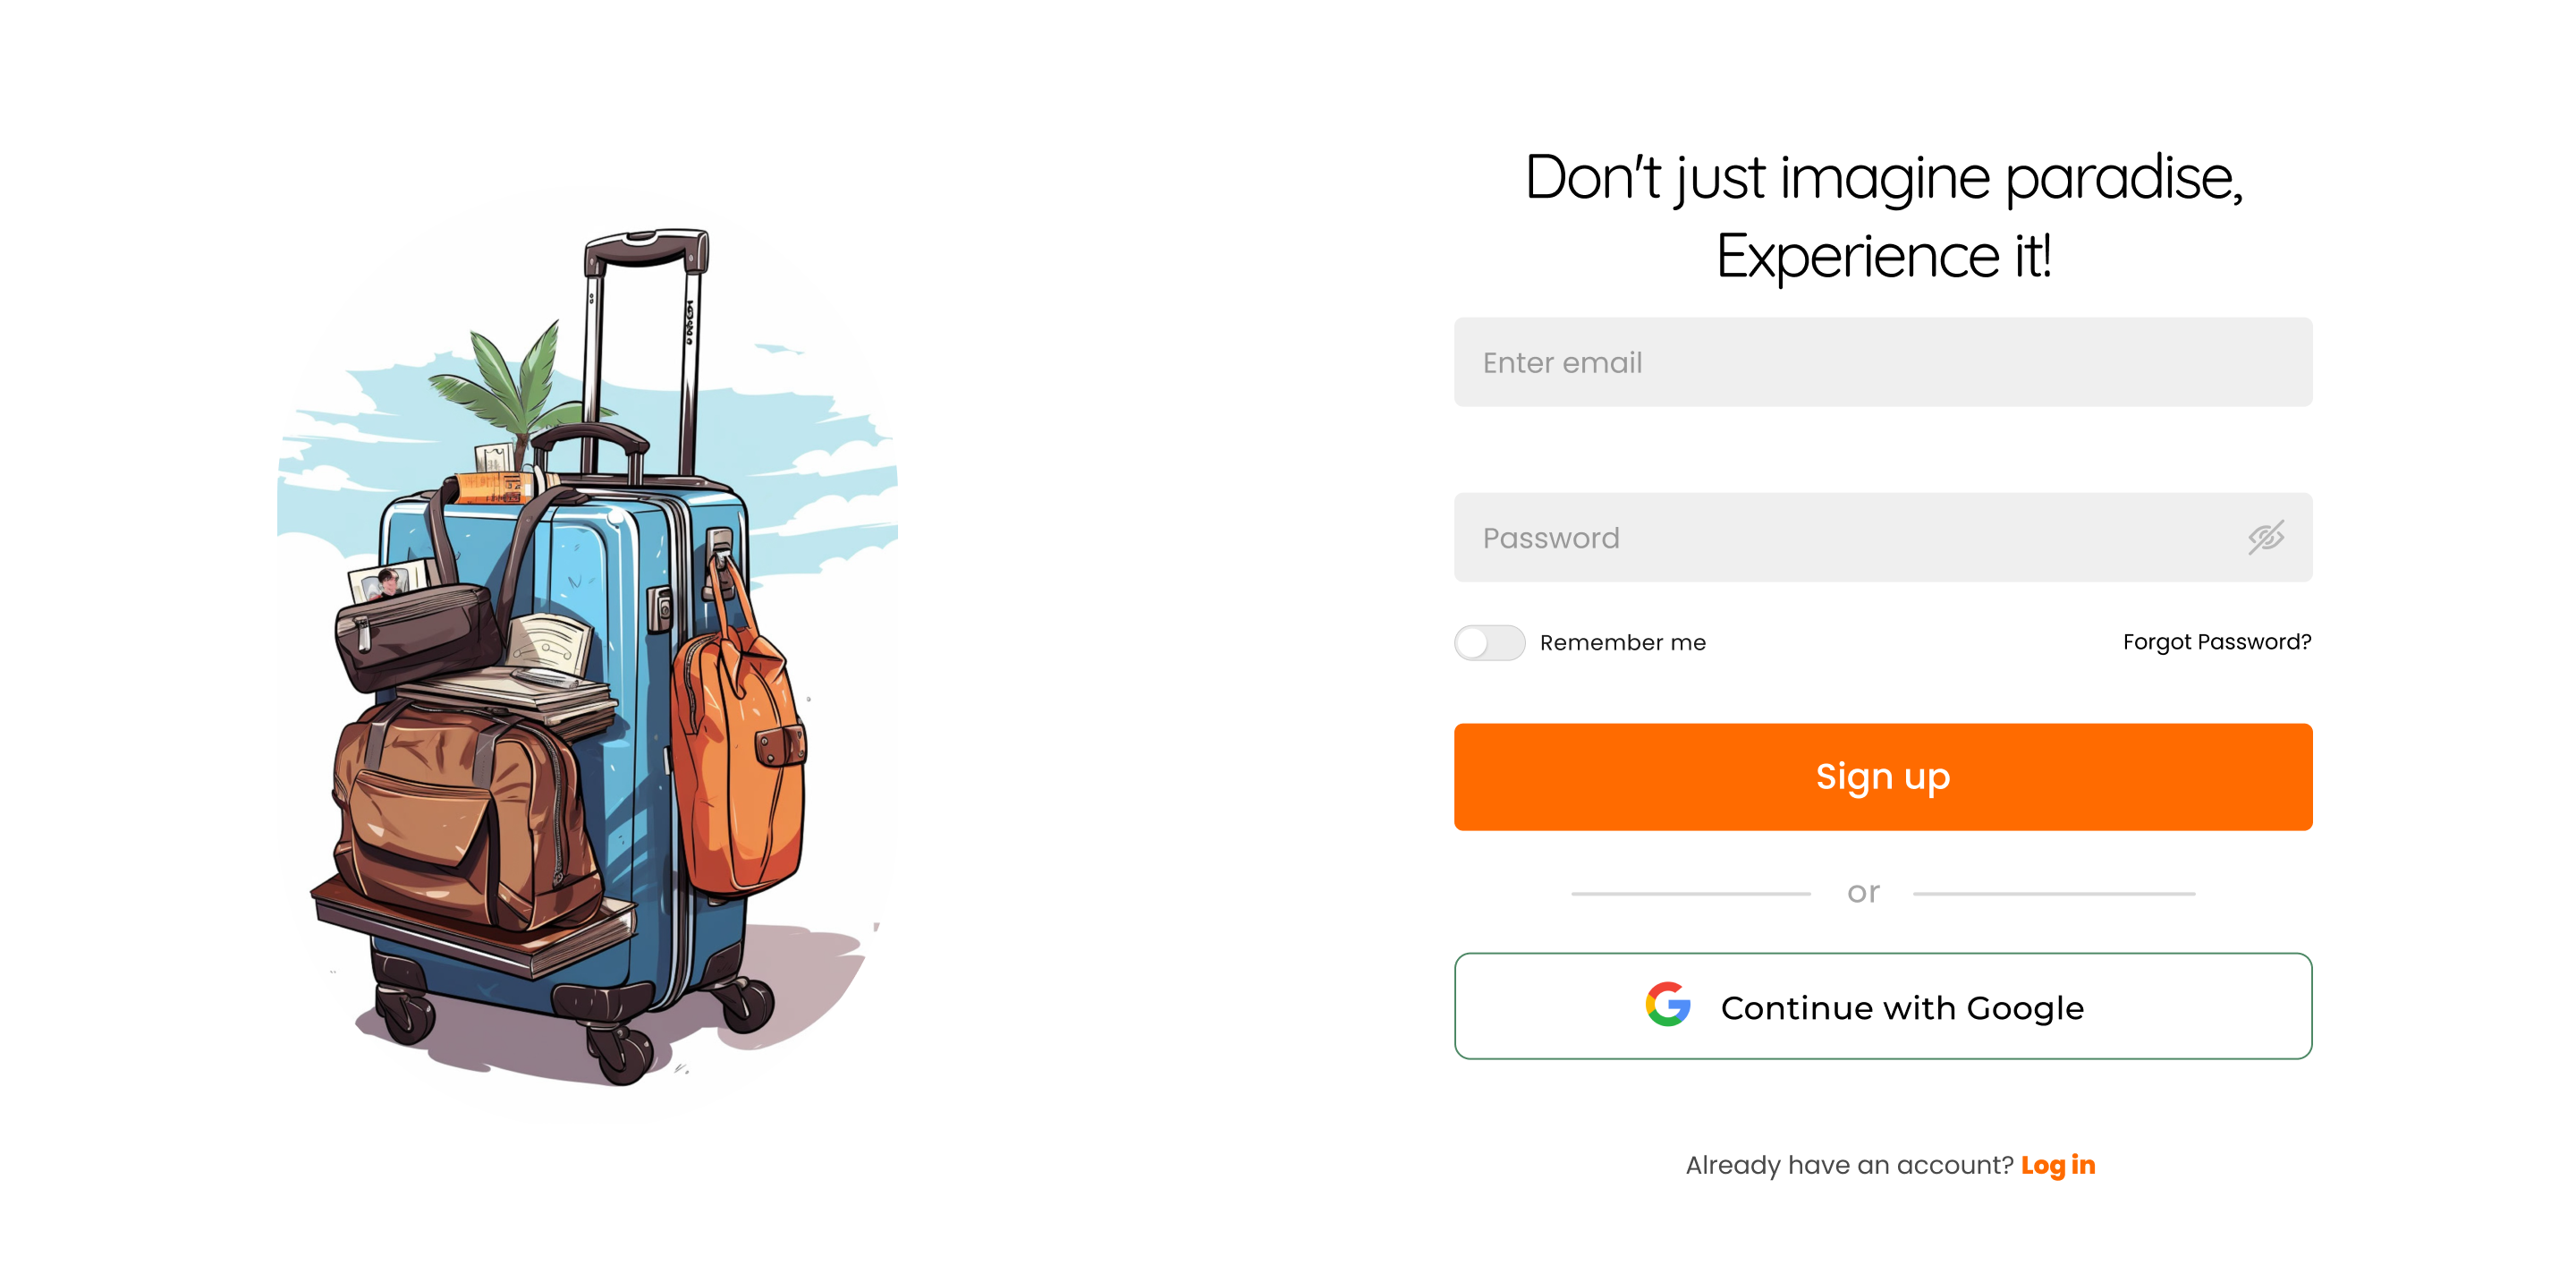 Don't just imagine paradise,
Experience it!
Enter email
Password
Remember me
Forgot Password?
Sign up
or
Continue with Google
Already have an account? Log in